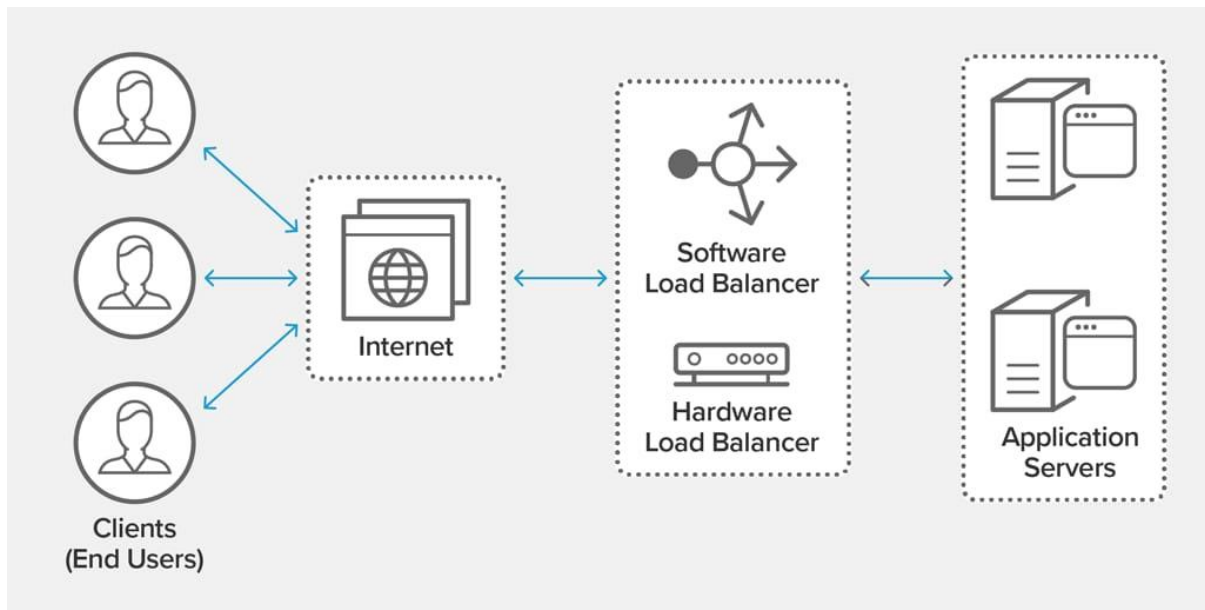 Clients
(End Users)
Internet
Software
Load Balancer
Hardware
Load Balancer
Application
Servers